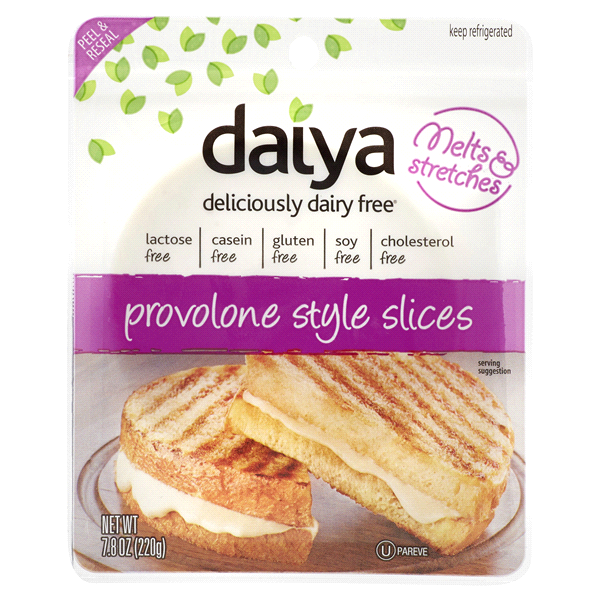 PEEL &
RESEAL
keep refrigerated
daiya
Melts &
stretches
deliciously dairy free®
lactose free
casein free
gluten free
soy free
cholesterol free
provolone style slices
serving
suggestion
NET WT
7.8 OZ (220g)
U PAREVE